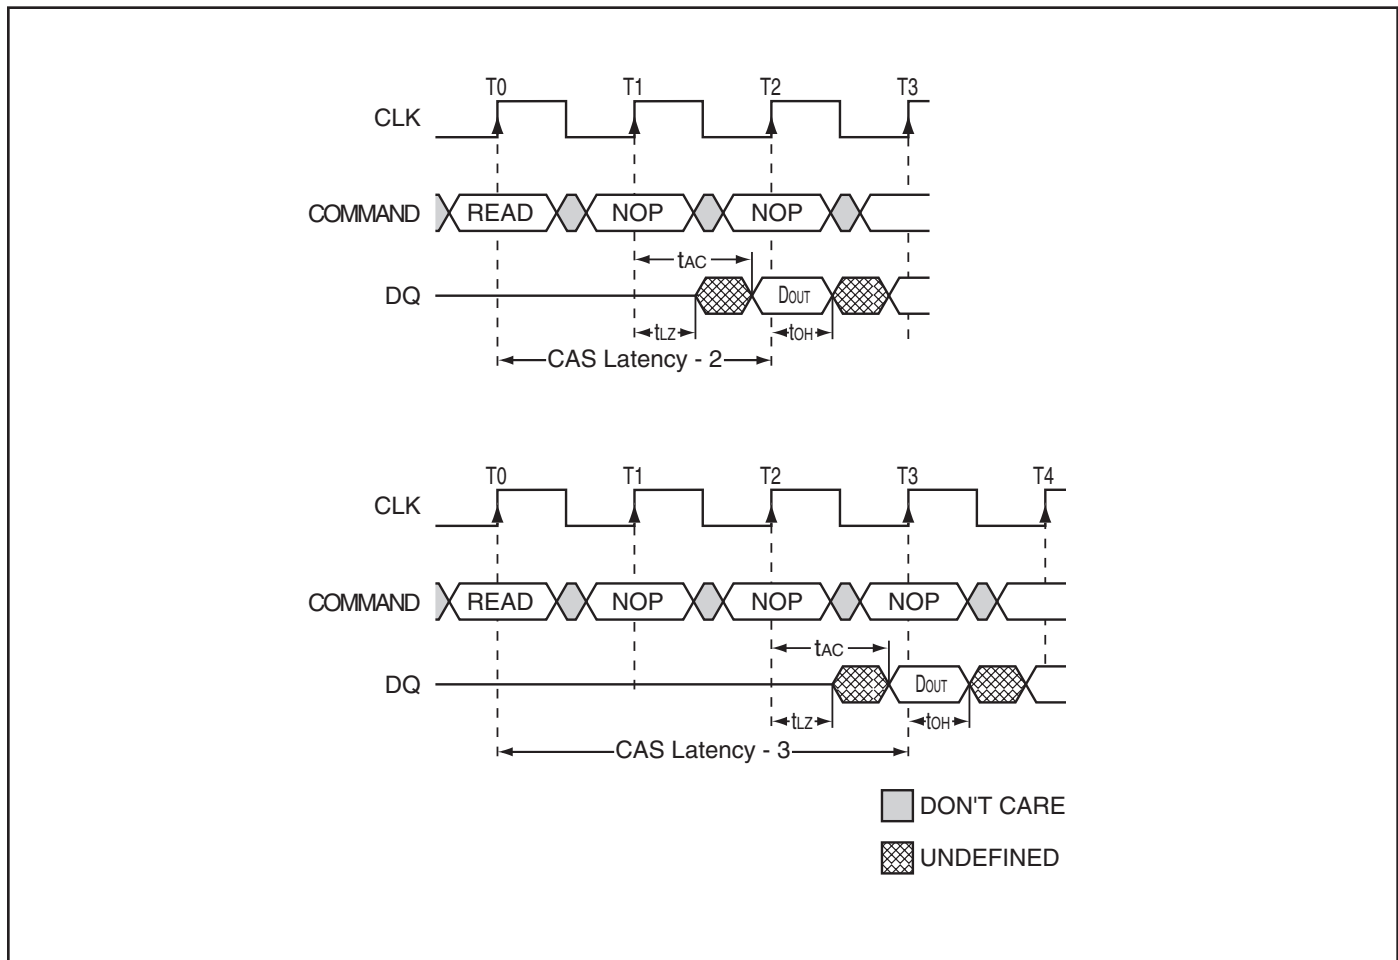 T0 T1 T2 T3
CLK
COMMAND READ NOP NOP
tAC
DQ DOUT
tLZ tOH
CAS Latency - 2
T0 T1 T2 T3 T4
CLK
COMMAND READ NOP NOP NOP
tAC
DQ DOUT
tLZ tOH
CAS Latency - 3
DON'T CARE
UNDEFINED